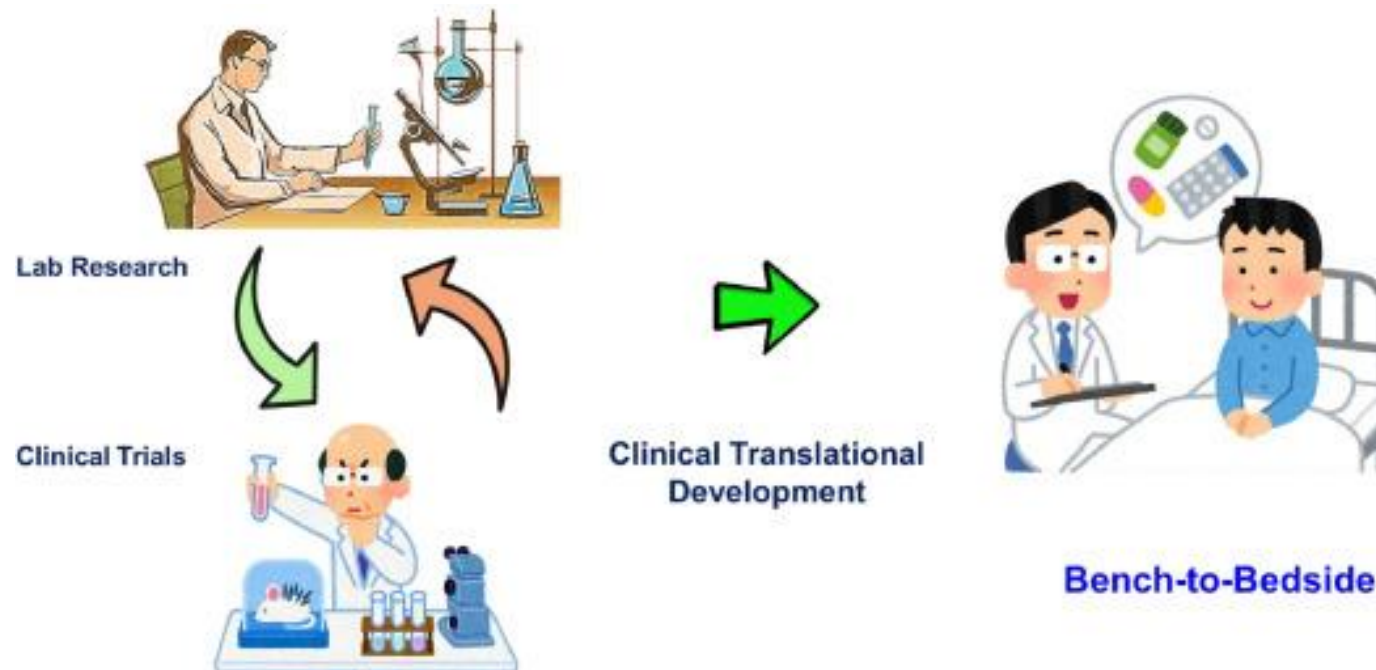 Lab Research
Clinical Trials
Clinical Translational
Development
Bench-to-Bedside